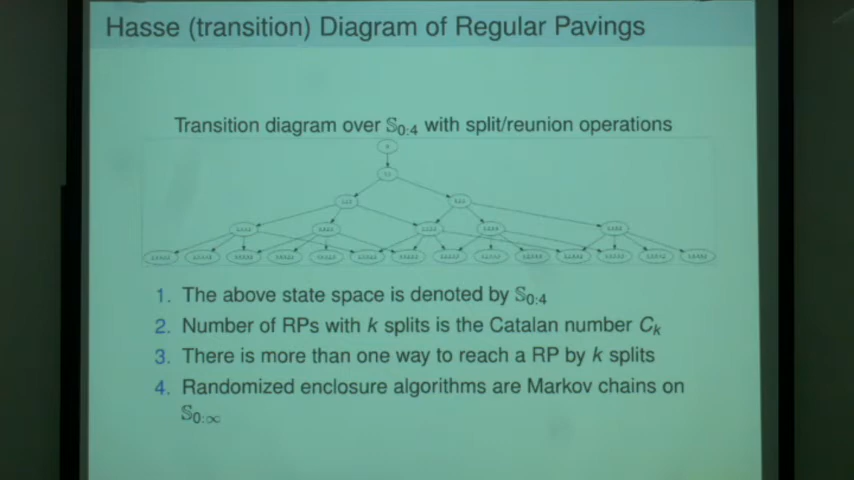 Hasse (transition) Diagram of Regular Pavings
Transition diagram over 𝕊0:4 with split/reunion operations
1. The above state space is denoted by 𝕊0:4
2. Number of RPs with k splits is the Catalan number Ck
3. There is more than one way to reach a RP by k splits
4. Randomized enclosure algorithms are Markov chains on
𝕊0:∞